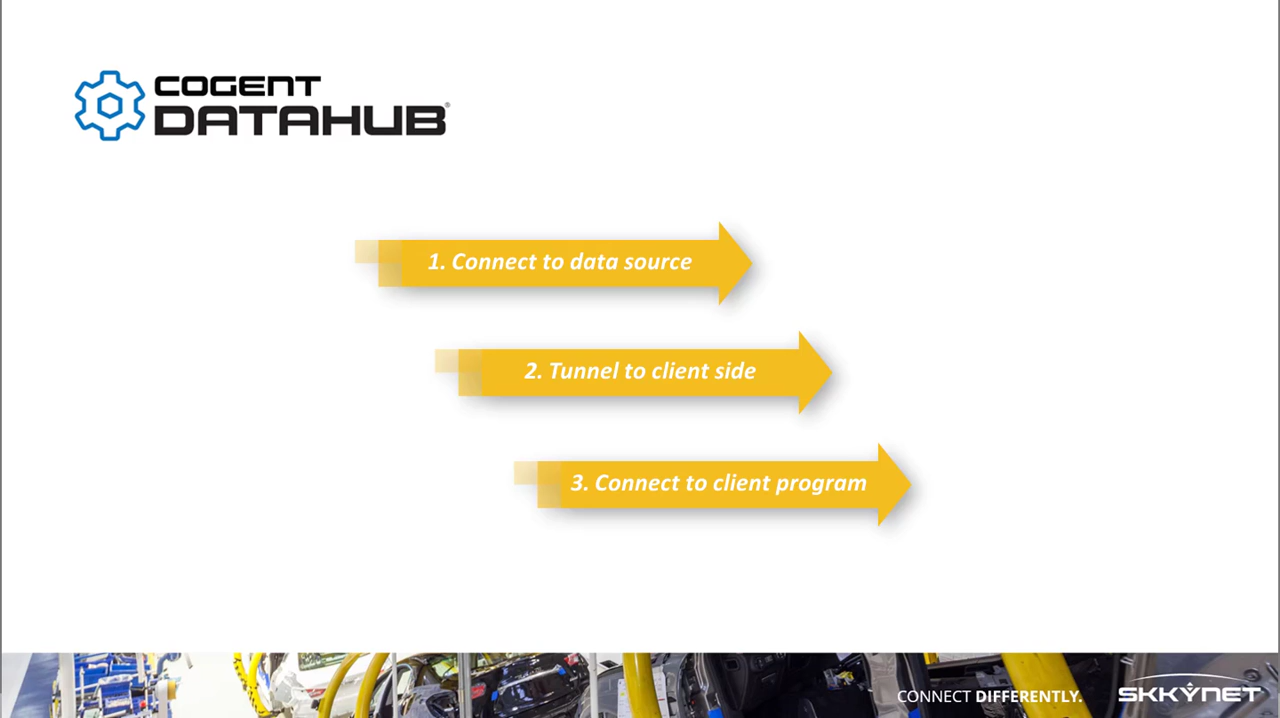 COGENT
DATAHUB®
1. Connect to data source
2. Tunnel to client side
3. Connect to client program
CONNECT DIFFERENTLY.
SKKYNET